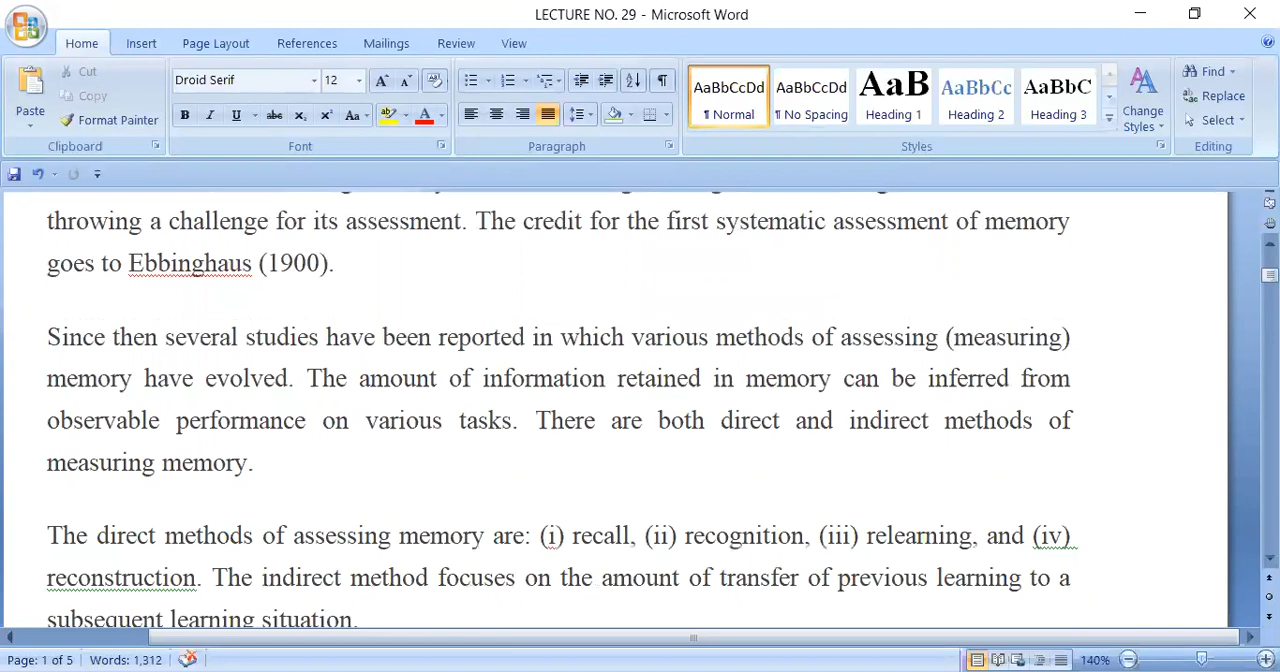 LECTURE NO. 29 - Microsoft Word
Home Insert Page Layout References Mailings Review View
Paste
Cut
Copy
Format Painter
Clipboard
Droid Serif 12
B I U abc X₂ X² Aa ab A
Font
Paragraph
AaBbCcDd AaBbCcDd AaB AaBbCc AaBbC
¶ Normal ¶ No Spacing Heading 1 Heading 2 Heading 3
Change Styles
Styles
Find
Replace
Select
Editing
throwing a challenge for its assessment. The credit for the first systematic assessment of memory
goes to Ebbinghaus (1900).
Since then several studies have been reported in which various methods of assessing (measuring)
memory have evolved. The amount of information retained in memory can be inferred from
observable performance on various tasks. There are both direct and indirect methods of
measuring memory.
The direct methods of assessing memory are: (i) recall, (ii) recognition, (iii) relearning, and (iv)
reconstruction. The indirect method focuses on the amount of transfer of previous learning to a
subsequent learning situation.
Page: 1 of 5 Words: 1,312 140%